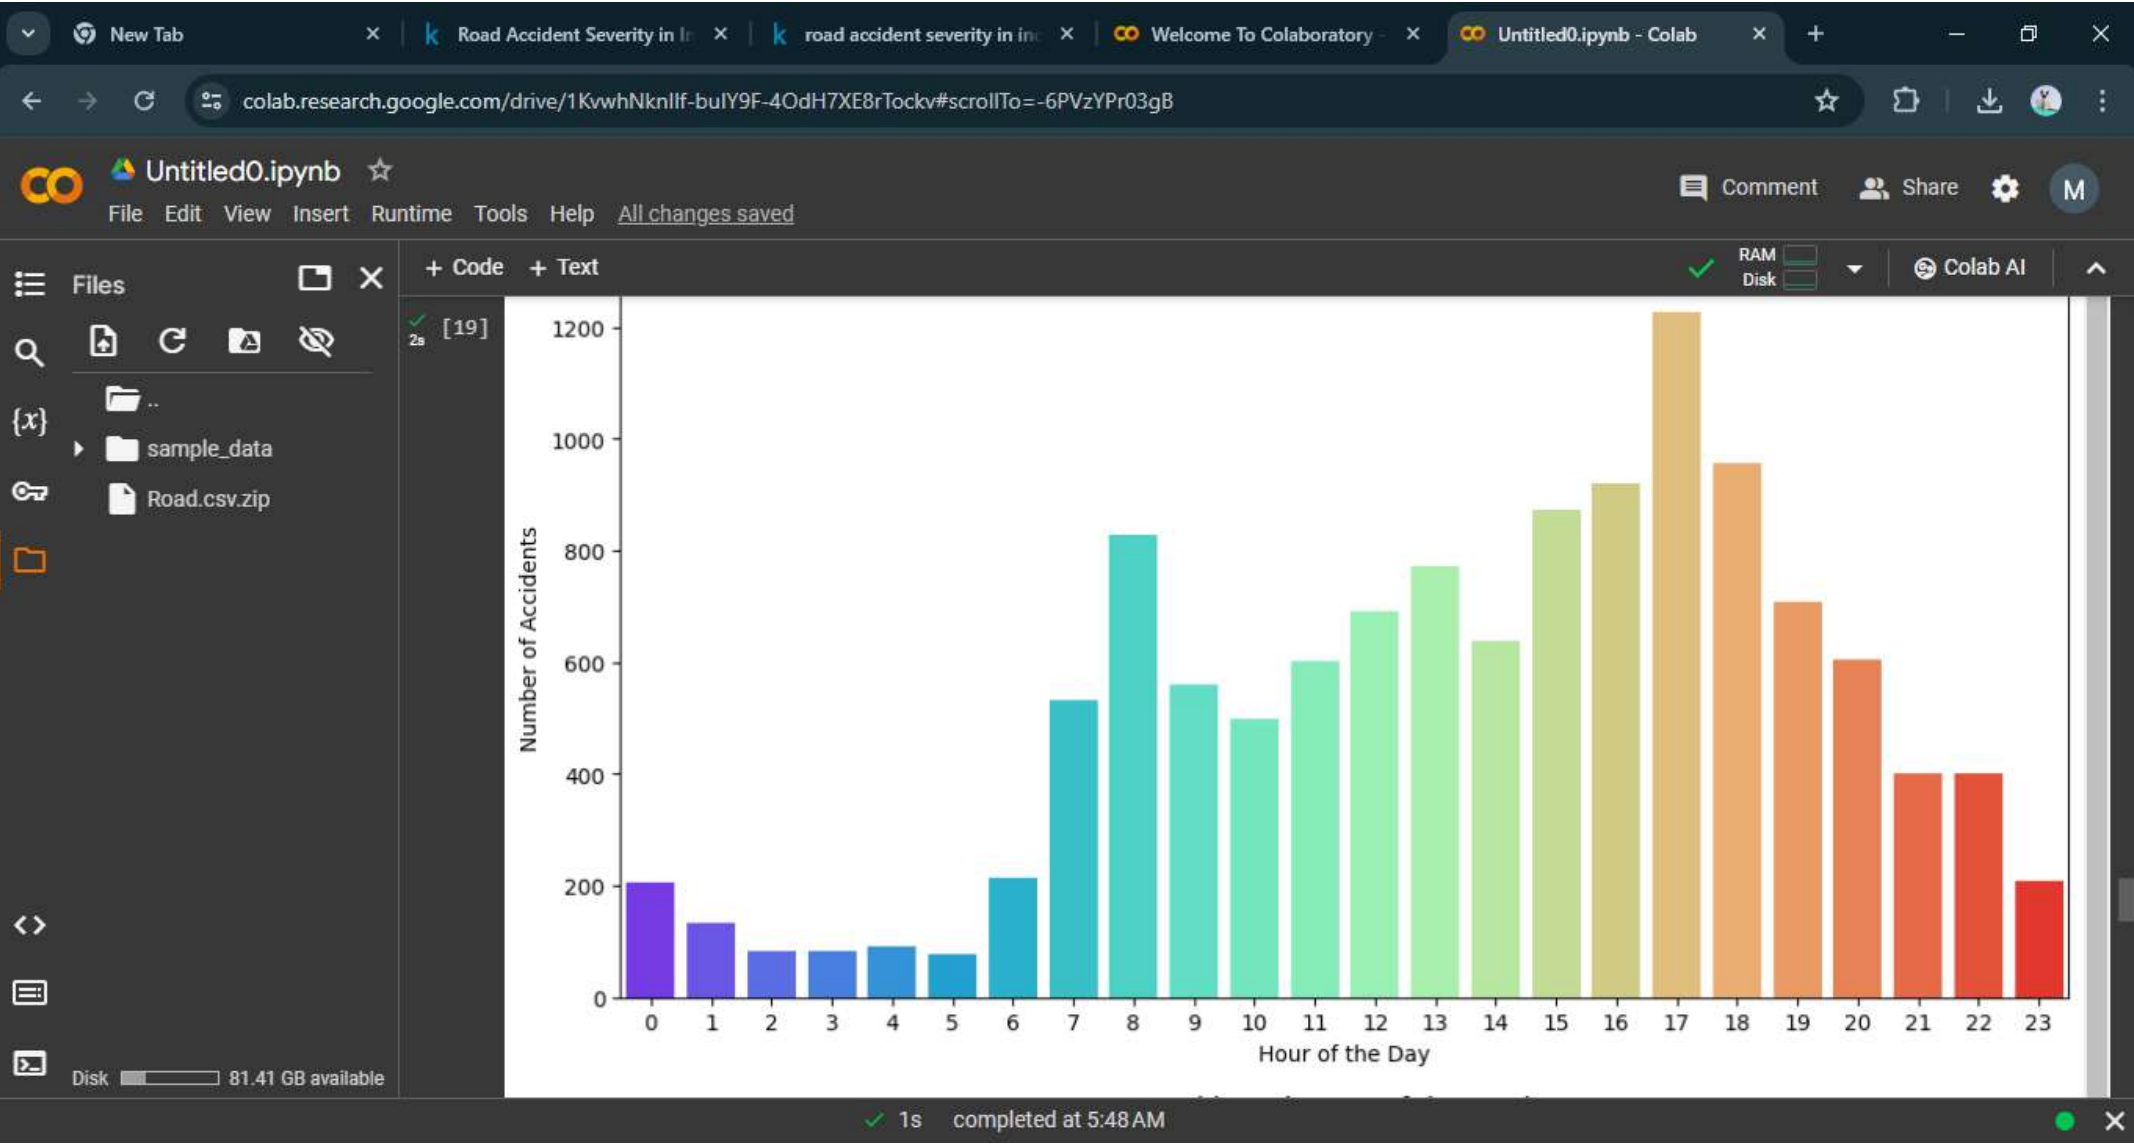 New Tab
Road Accident Severity in In
road accident severity in inc
Welcome To Colaboratory -
Untitled0.ipynb - Colab
colab.research.google.com/drive/1KvwhNknIIf-buIY9F-4OdH7XE8rTockv#scrollTo=-6PVzYPr03gB
Untitled0.ipynb
Comment
Share
M
File Edit View Insert Runtime Tools Help All changes saved
Files
+ Code + Text
RAM
Disk
Colab AI
..
sample_data
Road.csv.zip
{x}
Disk 81.41 GB available
[19]
2s
1200
1000
800
600
400
200
0
Number of Accidents
0 1 2 3 4 5 6 7 8 9 10 11 12 13 14 15 16 17 18 19 20 21 22 23
Hour of the Day
1s completed at 5:48 AM